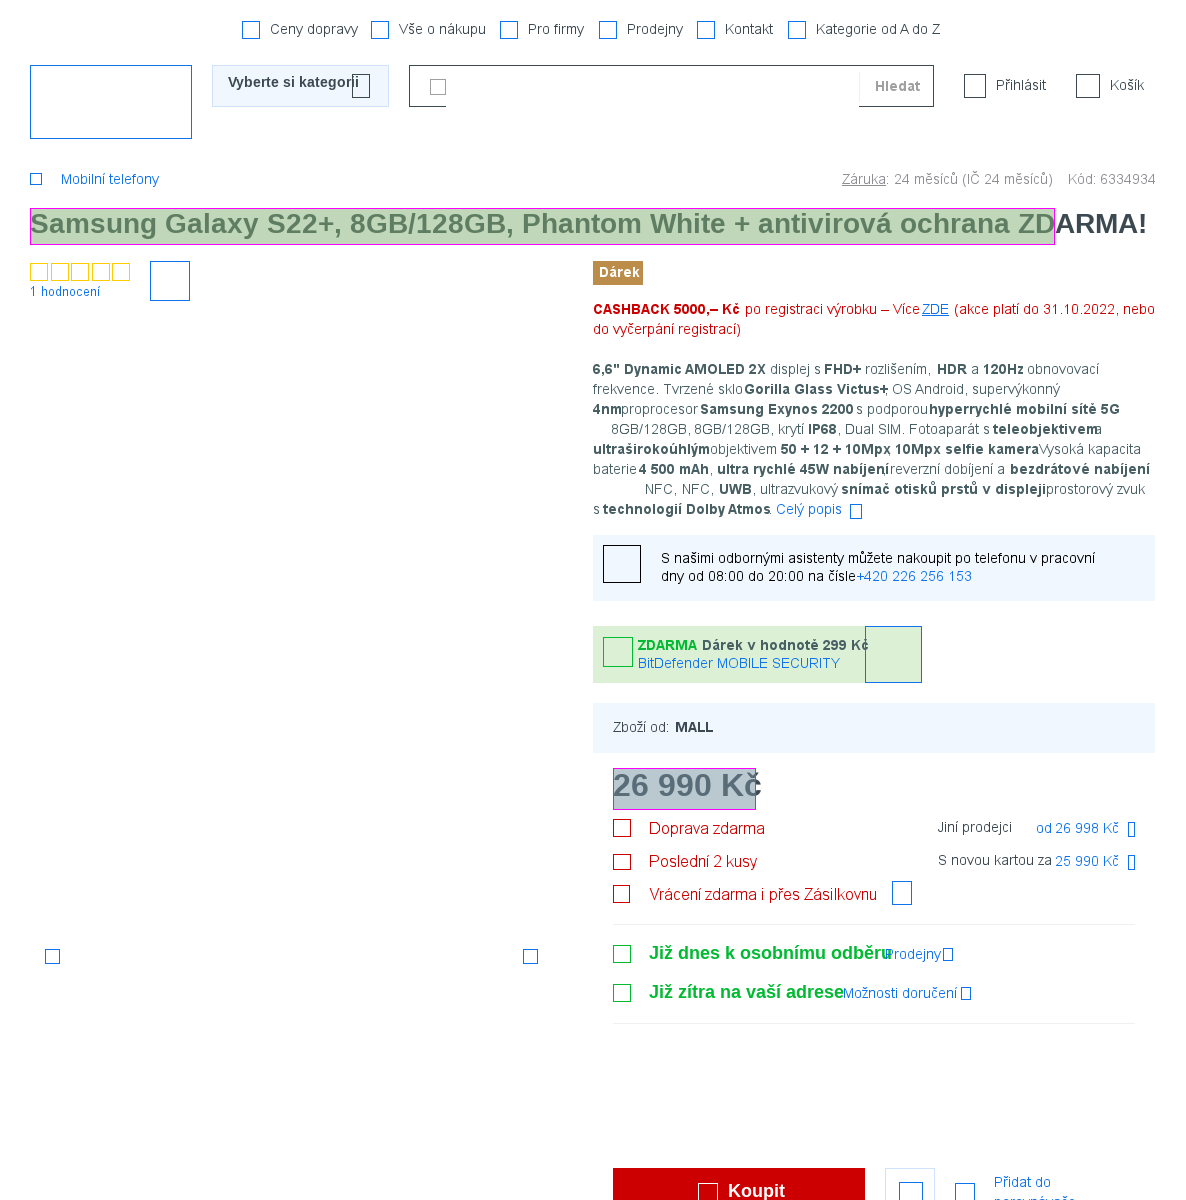 Ceny dopravy Vše o nákupu Pro firmy Prodejny Kontakt Kategorie od A do Z
Vyberte si kategorii Hledat Přihlásit Košík
Mobilní telefony Záruka: 24 měsíců (IČ 24 měsíců) Kód: 6334934
Samsung Galaxy S22+, 8GB/128GB, Phantom White + antivirová ochrana ZDARMA!
1 hodnocení
Dárek
CASHBACK 5000,– Kč po registraci výrobku – Více ZDE (akce platí do 31.10.2022, nebo
do vyčerpání registrací)
6,6" Dynamic AMOLED 2X displej s FHD+ rozlišením, HDR a 120Hz obnovovací
frekvence. Tvrzené sklo Gorilla Glass Victus+, OS Android, supervýkonný
4nm proprocesor Samsung Exynos 2200 s podporou hyperrychlé mobilní sítě 5G
8GB/128GB, 8GB/128GB, krytí IP68, Dual SIM. Fotoaparát s teleobjektivem a
ultraširokoúhlým objektivem 50 + 12 + 10Mpx, 10Mpx selfie kamera Vysoká kapacita
baterie 4 500 mAh, ultra rychlé 45W nabíjení, reverzní dobíjení a bezdrátové nabíjení
NFC, NFC, UWB, ultrazvukový snímač otisků prstů v displeji prostorový zvuk
s technologií Dolby Atmos. Celý popis
S našimi odbornými asistenty můžete nakoupit po telefonu v pracovní
dny od 08:00 do 20:00 na čísle +420 226 256 153
ZDARMA Dárek v hodnotě 299 Kč
BitDefender MOBILE SECURITY
Zboží od: MALL
26 990 Kč
Doprava zdarma Jiní prodejci od 26 998 Kč
Poslední 2 kusy S novou kartou za 25 990 Kč
Vrácení zdarma i přes Zásilkovnu
Již dnes k osobnímu odběru Prodejny
Již zítra na vaší adrese Možnosti doručení
Koupit Přidat do
porovnávače